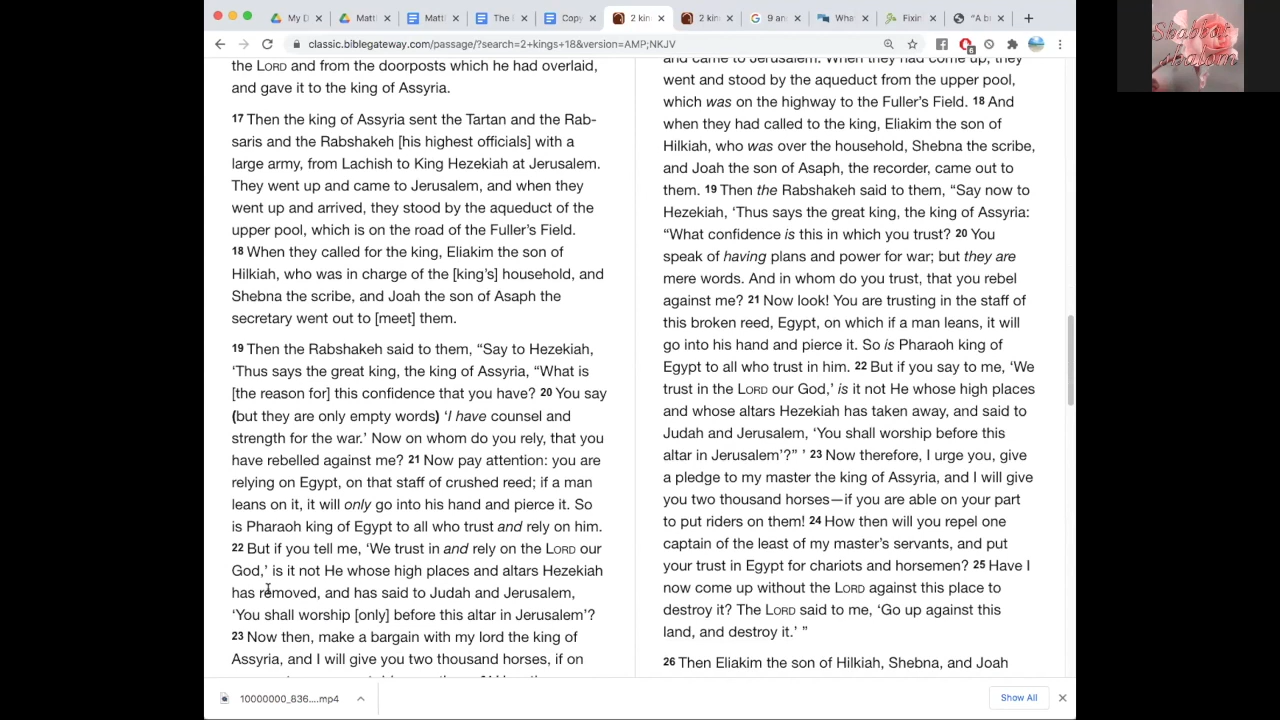 My D
Matt
Matt
The
Copy
2 kin
2 kin
9 an
Wha
Fixin
"A b
classic.biblegateway.com/passage/?search=2+kings+18&version=AMP;NKJV
6
the LORD and from the doorposts which he had overlaid,
and gave it to the king of Assyria.
17 Then the king of Assyria sent the Tartan and the Rab-
saris and the Rabshakeh [his highest officials] with a
large army, from Lachish to King Hezekiah at Jerusalem.
They went up and came to Jerusalem, and when they
went up and arrived, they stood by the aqueduct of the
upper pool, which is on the road of the Fuller's Field.
18 When they called for the king, Eliakim the son of
Hilkiah, who was in charge of the [king's] household, and
Shebna the scribe, and Joah the son of Asaph the
secretary went out to [meet] them.
19 Then the Rabshakeh said to them, "Say to Hezekiah,
'Thus says the great king, the king of Assyria, "What is
[the reason for] this confidence that you have? 20 You say
(but they are only empty words) 'I have counsel and
strength for the war.' Now on whom do you rely, that you
have rebelled against me? 21 Now pay attention: you are
relying on Egypt, on that staff of crushed reed; if a man
leans on it, it will only go into his hand and pierce it. So
is Pharaoh king of Egypt to all who trust and rely on him.
22 But if you tell me, 'We trust in and rely on the LORD our
God,' is it not He whose high places and altars Hezekiah
has removed, and has said to Judah and Jerusalem,
'You shall worship [only] before this altar in Jerusalem'?
23 Now then, make a bargain with my lord the king of
Assyria, and I will give you two thousand horses, if on
and came to Jerusalem. When they had come up, they
went and stood by the aqueduct from the upper pool,
which was on the highway to the Fuller's Field. 18 And
when they had called to the king, Eliakim the son of
Hilkiah, who was over the household, Shebna the scribe,
and Joah the son of Asaph, the recorder, came out to
them. 19 Then the Rabshakeh said to them, "Say now to
Hezekiah, 'Thus says the great king, the king of Assyria:
"What confidence is this in which you trust? 20 You
speak of having plans and power for war; but they are
mere words. And in whom do you trust, that you rebel
against me? 21 Now look! You are trusting in the staff of
this broken reed, Egypt, on which if a man leans, it will
go into his hand and pierce it. So is Pharaoh king of
Egypt to all who trust in him. 22 But if you say to me, 'We
trust in the LORD our God,' is it not He whose high places
and whose altars Hezekiah has taken away, and said to
Judah and Jerusalem, 'You shall worship before this
altar in Jerusalem'?" ' 23 Now therefore, I urge you, give
a pledge to my master the king of Assyria, and I will give
you two thousand horses—if you are able on your part
to put riders on them! 24 How then will you repel one
captain of the least of my master's servants, and put
your trust in Egypt for chariots and horsemen? 25 Have I
now come up without the LORD against this place to
destroy it? The LORD said to me, 'Go up against this
land, and destroy it.' "
26 Then Eliakim the son of Hilkiah, Shebna, and Joah
10000000_836....mp4
Show All
Shabbat
shalom